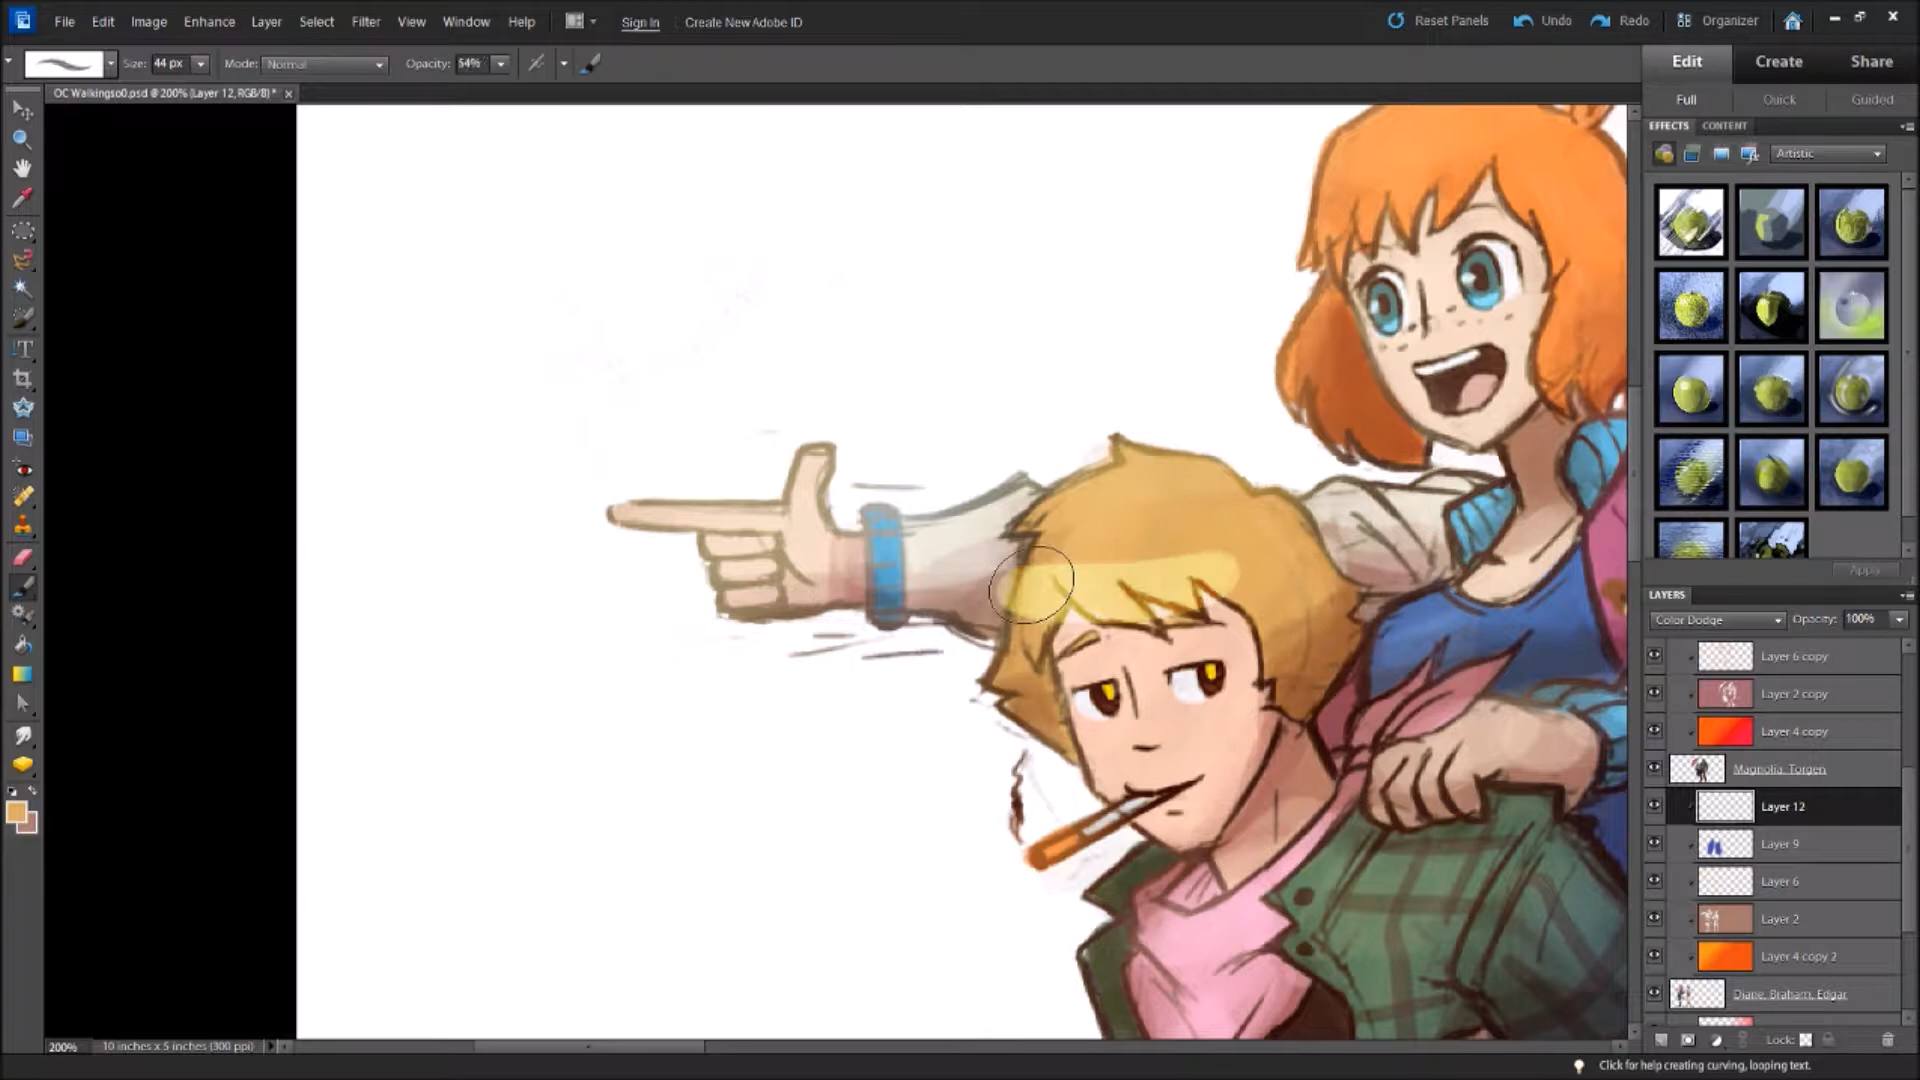 File Edit Image Enhance Layer Select Filter View Window Help Sign In Create New Adobe ID Reset Panels Undo Redo Organizer
Size: 44 px Mode: Normal Opacity: 54%
Edit Create Share
OC Walkingso0.psd @ 200% (Layer 12, RGB/8) *
Full Quick Guided
EFFECTS CONTENT
Artistic
Apply
LAYERS
Color Dodge Opacity: 100%
Layer 6 copy
Layer 2 copy
Layer 4 copy
Magnolia, Torgen
Layer 12
Layer 9
Layer 6
Layer 2
Layer 4 copy 2
Diane, Braham, Edgar
Lock:
200% 10 inches x 5 inches (300 ppi)
Click for help creating curving, looping text.